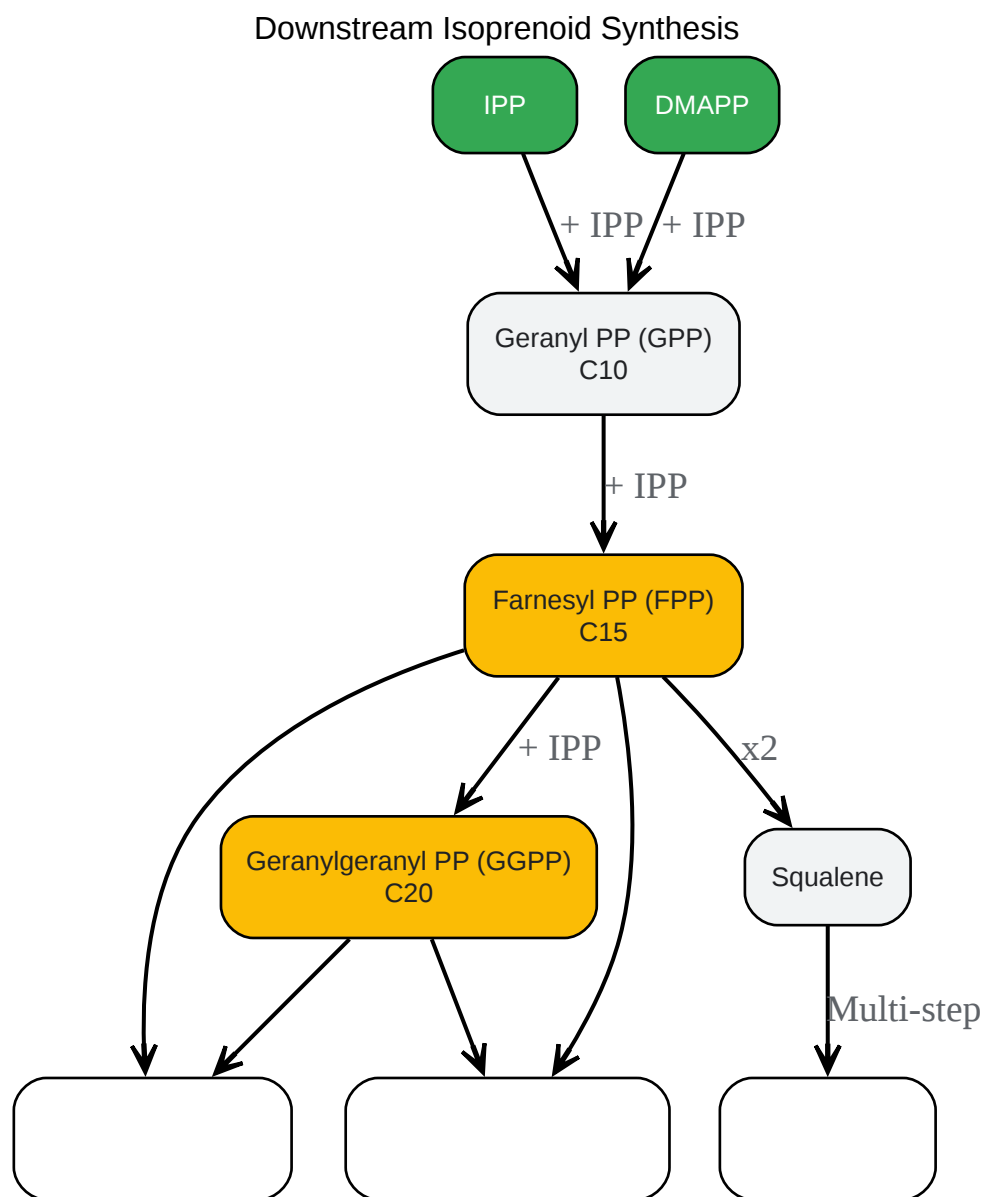 Downstream Isoprenoid Synthesis
IPP
DMAPP
+ IPP
+ IPP
Geranyl PP (GPP)
C10
+ IPP
Farnesyl PP (FPP)
C15
+ IPP
x2
Geranylgeranyl PP (GGPP)
C20
Squalene
Multi-step